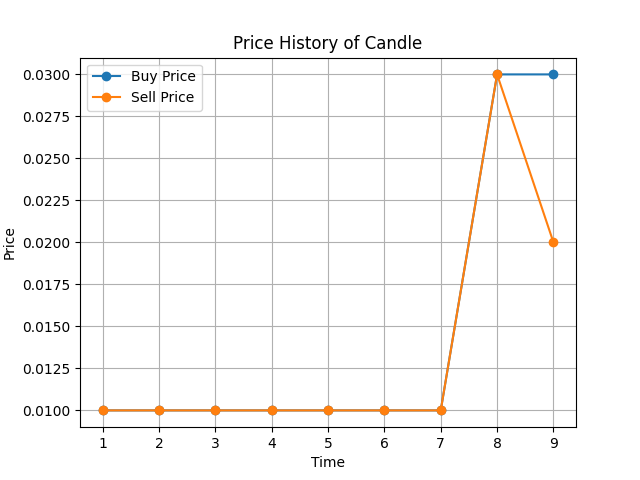 Price History of Candle
Buy Price
Sell Price
0.0300
0.0275
0.0250
0.0225
0.0200
0.0175
0.0150
0.0125
0.0100
Price
1 2 3 4 5 6 7 8 9
Time